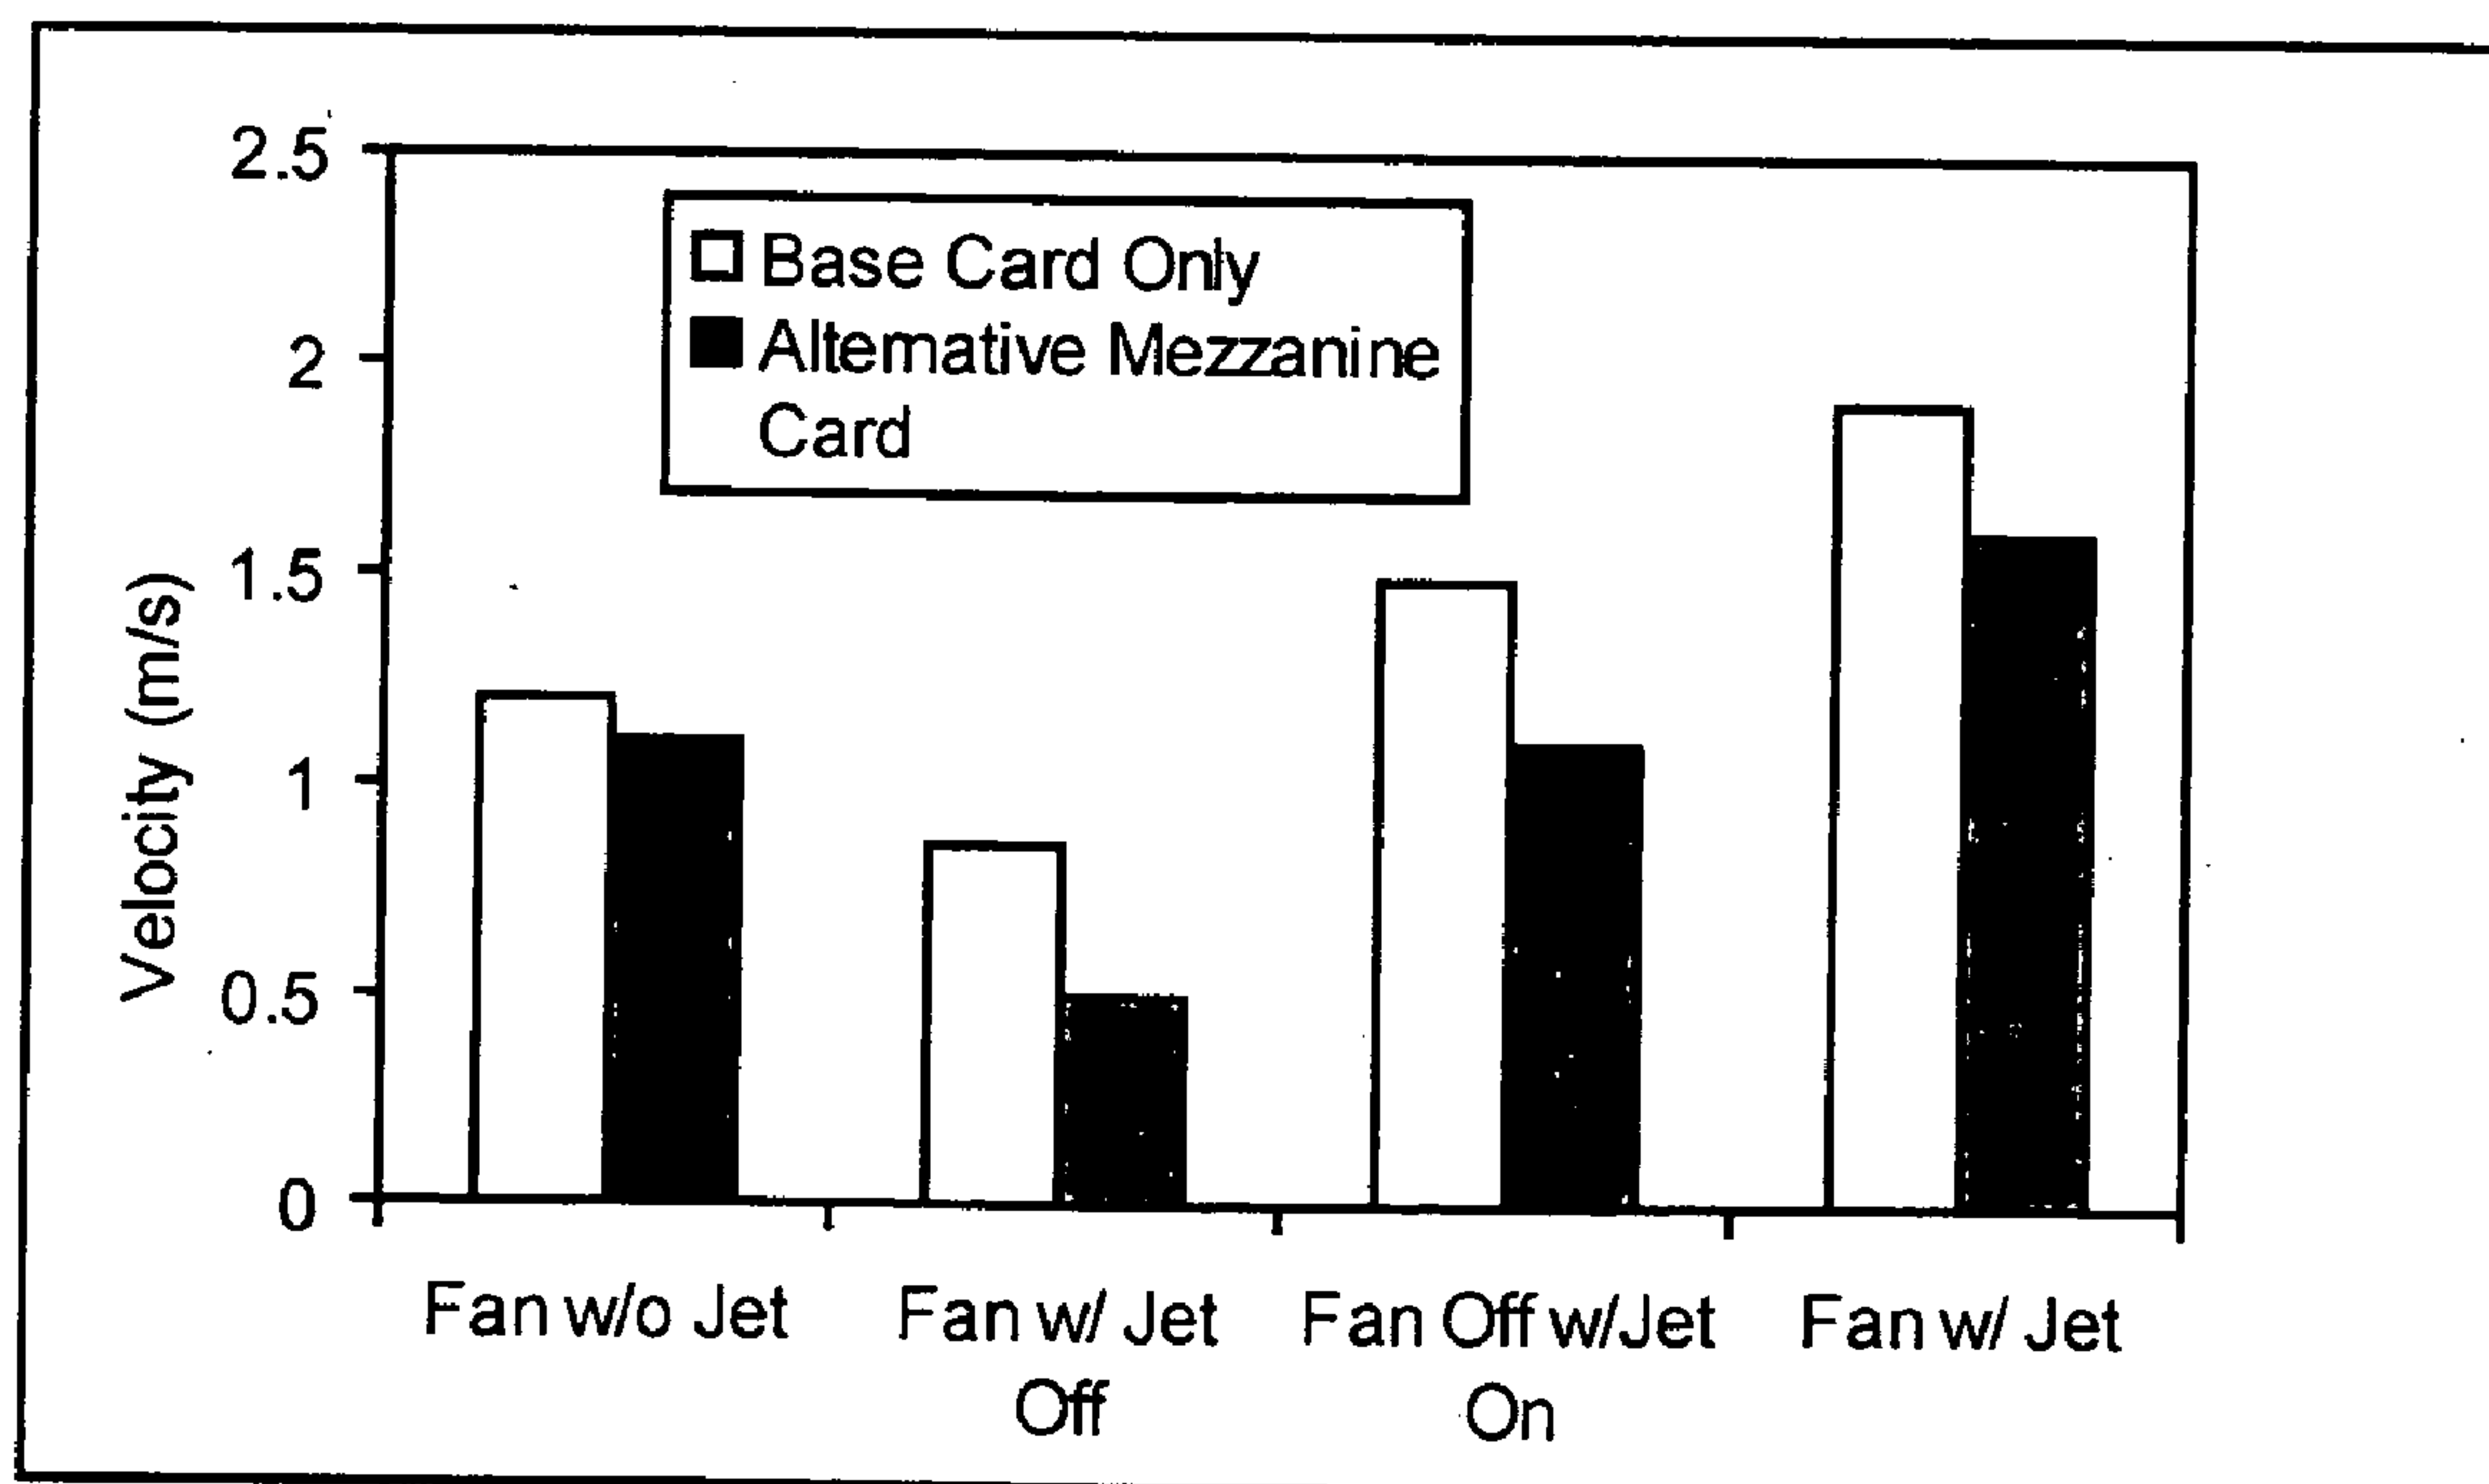 2.5
2
1.5
1
0.5
0
Velocity (m/s)
Base Card Only
Alternative Mezzanine
Card
Fan w/o Jet
Fan w/ Jet
Off
Fan Off w/Jet
On
Fan w/ Jet